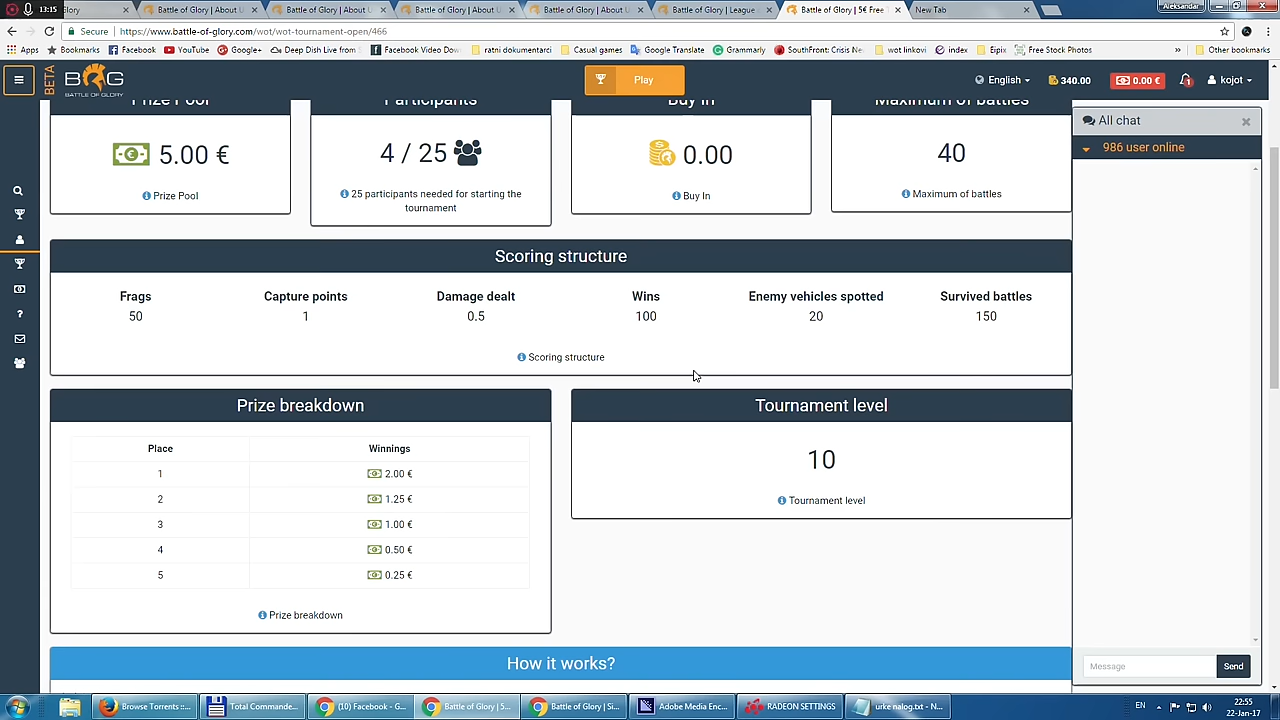 13:15
Glory
Battle of Glory | About U
Battle of Glory | About U
Battle of Glory | About U
Battle of Glory | About U
Battle of Glory | League
Battle of Glory | 5€ Free
New Tab
Aleksandar
Secure
https://www.battle-of-glory.com/wot/wot-tournament-open/466
Apps
Bookmarks
Facebook
YouTube
Google+
Deep Dish Live from
Facebook Video Dow
ratni dokumentarci
Casual games
Google Translate
Grammarly
SouthFront: Crisis Ne
wot linkovi
index
Eipix
Free Stock Photos
»
Other bookmarks
BETA
BATTLE OF GLORY
Play
English
340.00
0.00 €
1
kojot
Prize Pool
Participants
Buy In
Maximum of battles
5.00 €
4 / 25
0.00
40
Prize Pool
25 participants needed for starting the
tournament
Buy In
Maximum of battles
All chat
986 user online
Scoring structure
Frags
Capture points
Damage dealt
Wins
Enemy vehicles spotted
Survived battles
50
1
0.5
100
20
150
Scoring structure
Prize breakdown
Place
Winnings
1
2.00 €
2
1.25 €
3
1.00 €
4
0.50 €
5
0.25 €
Prize breakdown
Tournament level
10
Tournament level
How it works?
Message
Send
Browse Torrents ::...
Total Commande...
(10) Facebook - G...
Battle of Glory | 5...
Battle of Glory | Si...
Adobe Media Enc...
RADEON SETTINGS
urke nalog.txt - N...
EN
22:55
22-Jan-17